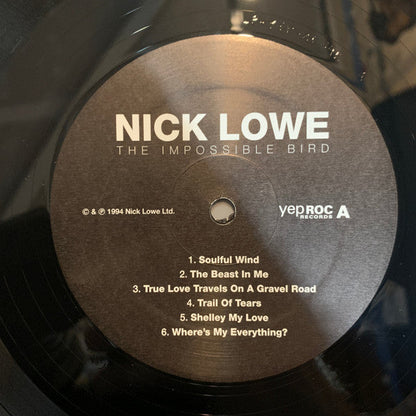 NICK LOWE
THE IMPOSSIBLE BIRD
© & ℗ 1994 Nick Lowe Ltd.
yepROC
RECORDS
A
1. Soulful Wind
2. The Beast In Me
3. True Love Travels On A Gravel Road
4. Trail Of Tears
5. Shelley My Love
6. Where's My Everything?